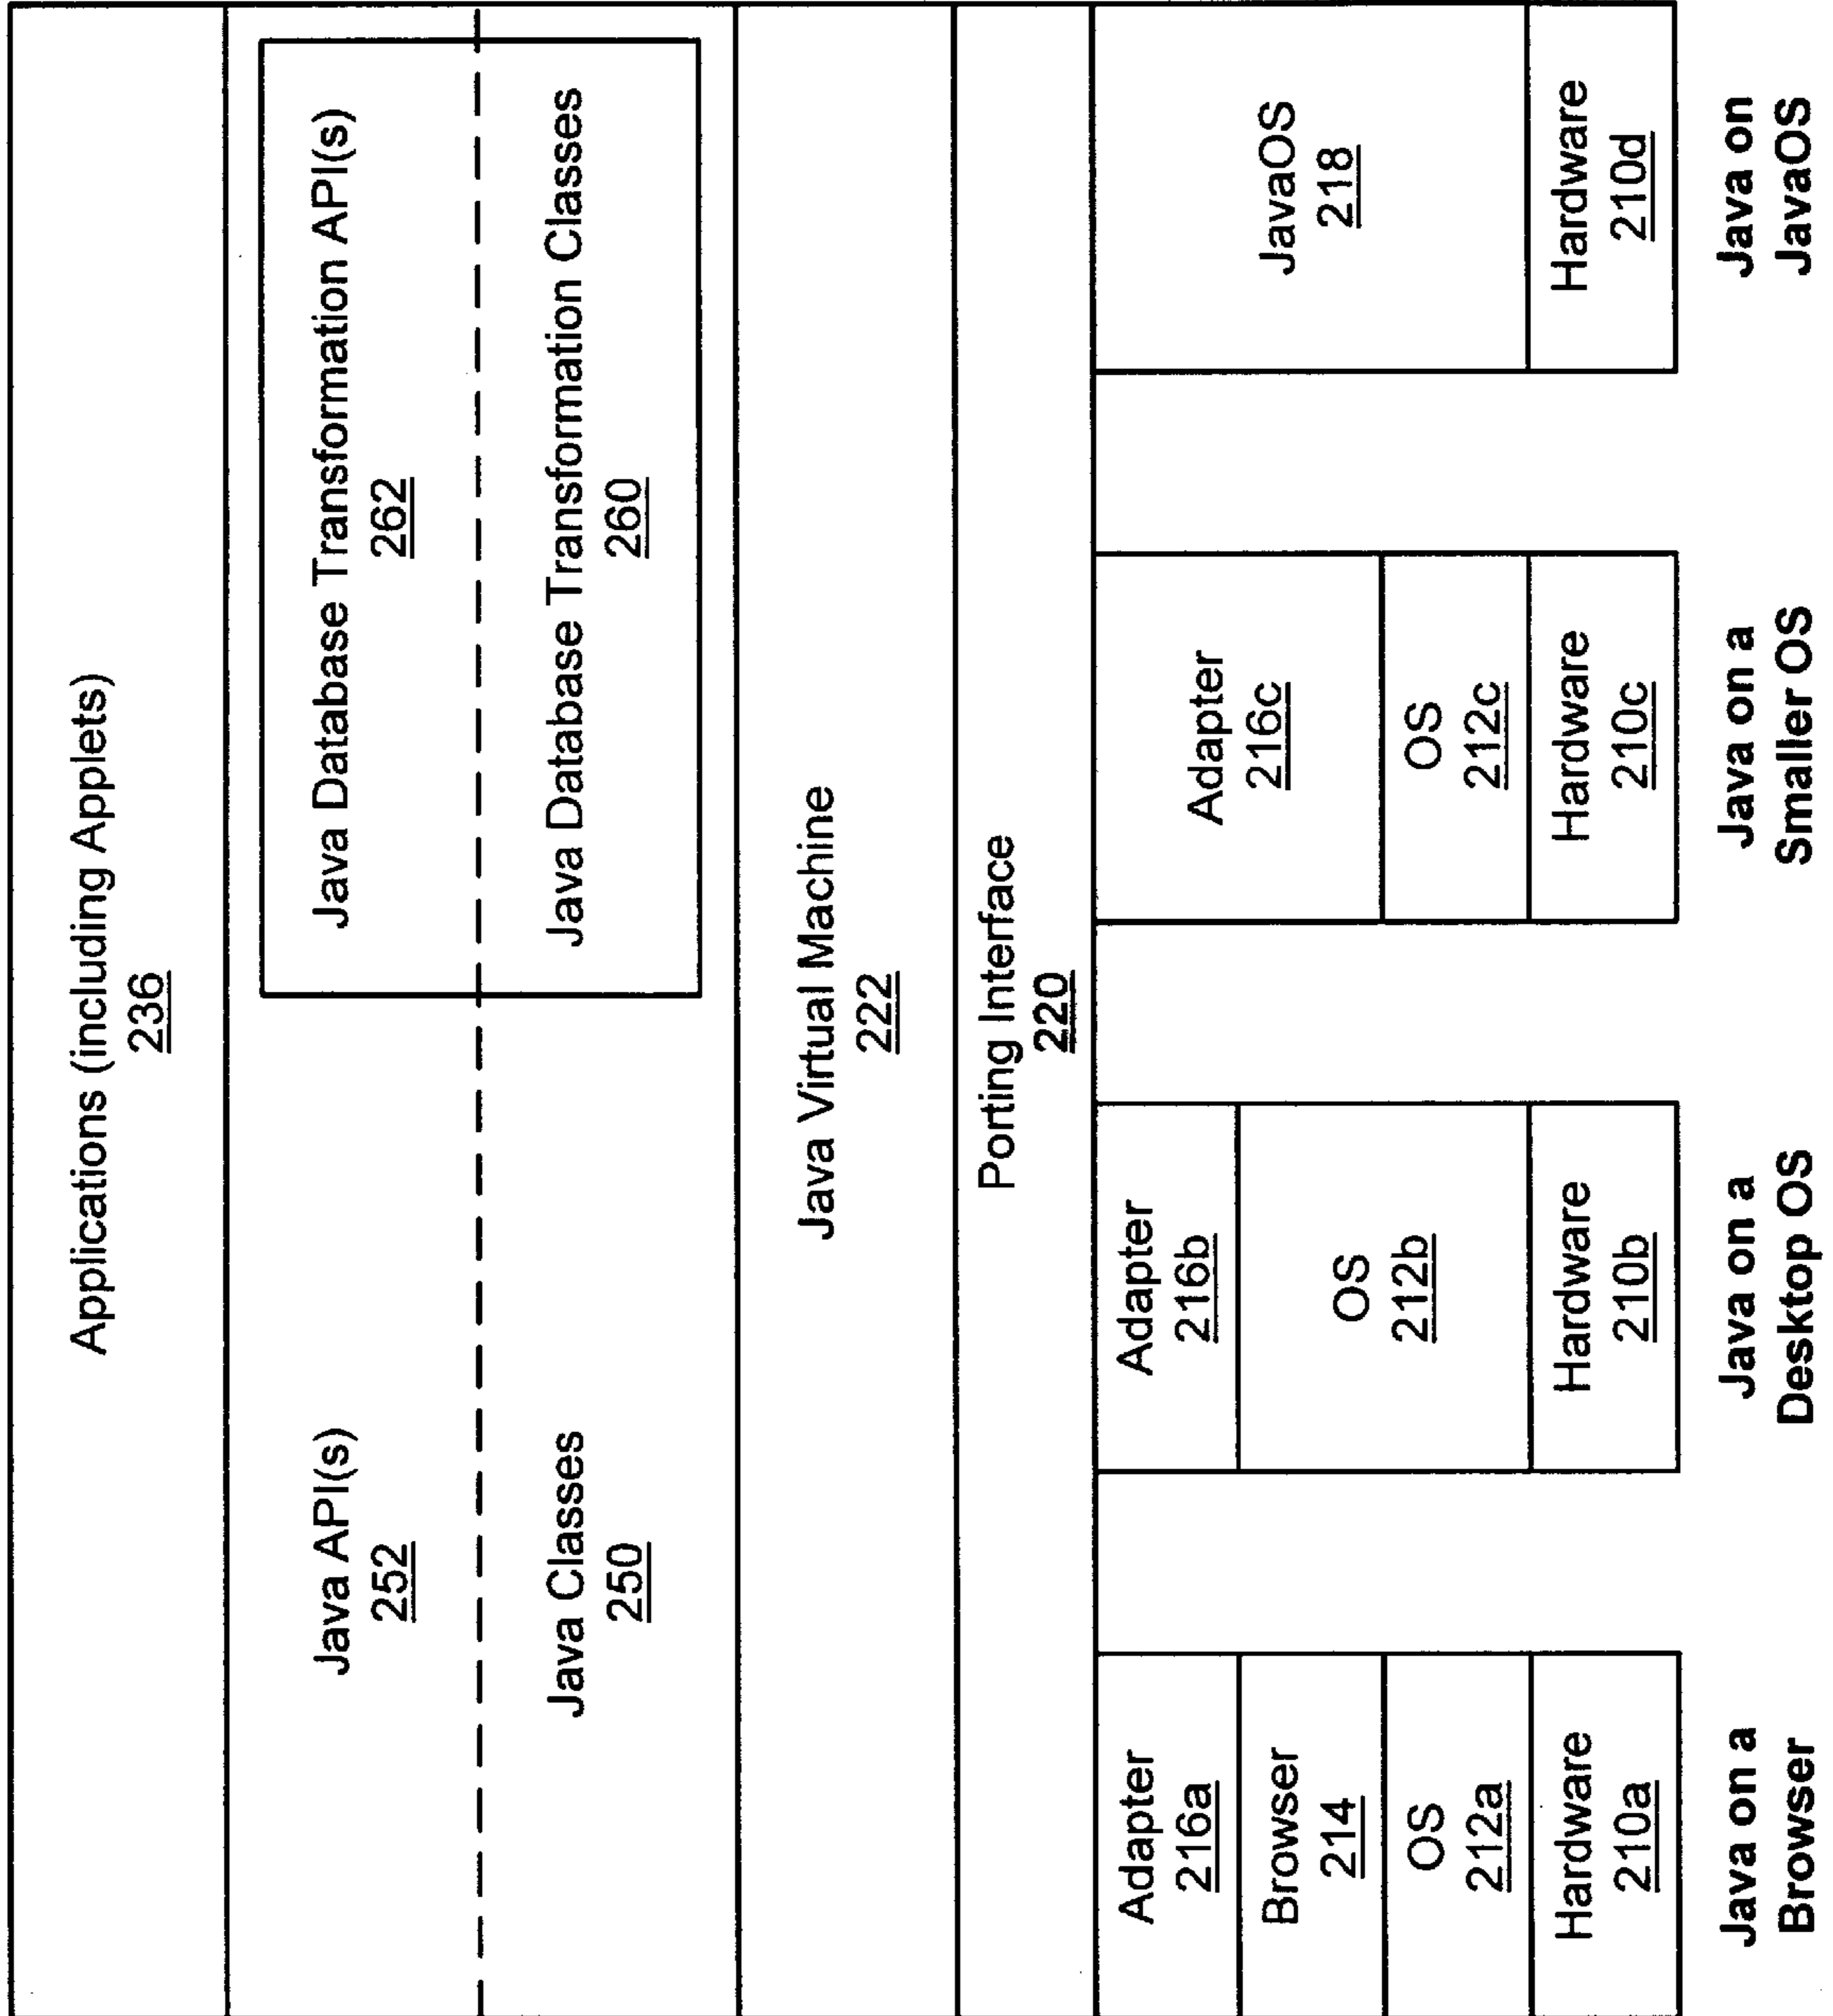 Applications (including Applets)
236
Java API(s)
252
Java Database Transformation API(s)
262
Java Classes
250
Java Database Transformation Classes
260
Java Virtual Machine
222
Porting Interface
220
Adapter
216a
Browser
214
OS
212a
Hardware
210a
Java on a
Browser
Adapter
216b
OS
212b
Hardware
210b
Java on a
Desktop OS
Adapter
216c
OS
212c
Hardware
210c
Java on a
Smaller OS
JavaOS
218
Hardware
210d
Java on
JavaOS